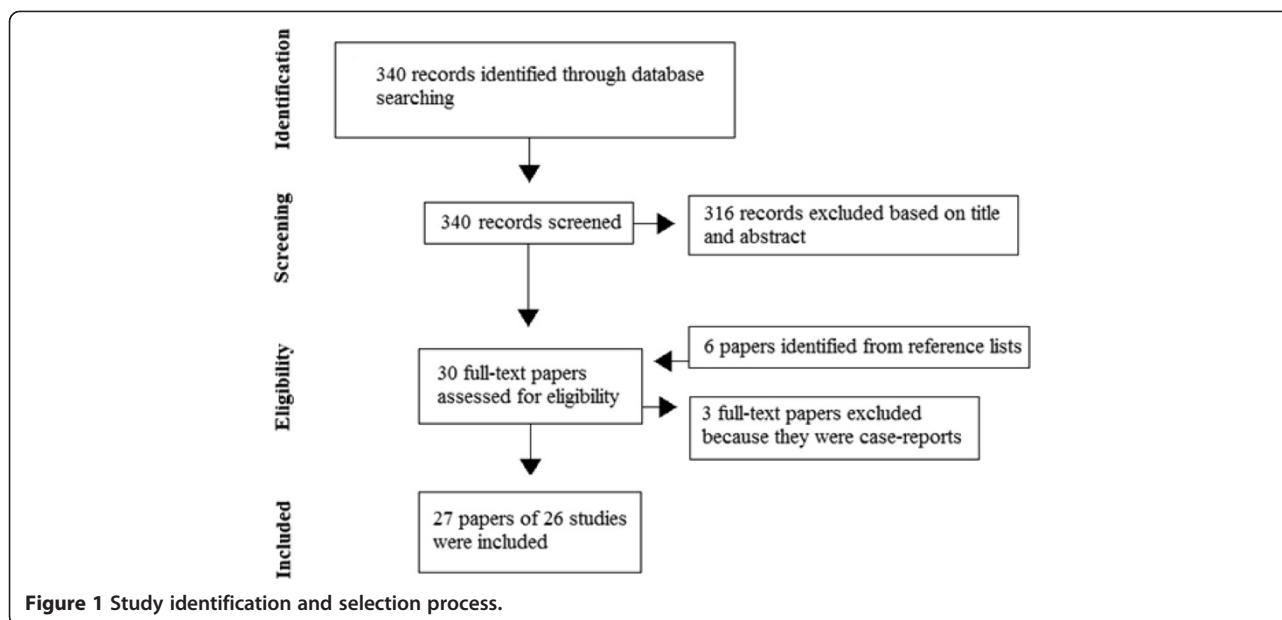 Identification
340 records identified through database
searching
Screening
340 records screened
316 records excluded based on title
and abstract
Eligibility
6 papers identified from reference lists
30 full-text papers
assessed for eligibility
3 full-text papers excluded
because they were case-reports
Included
27 papers of 26 studies
were included
Figure 1 Study identification and selection process.